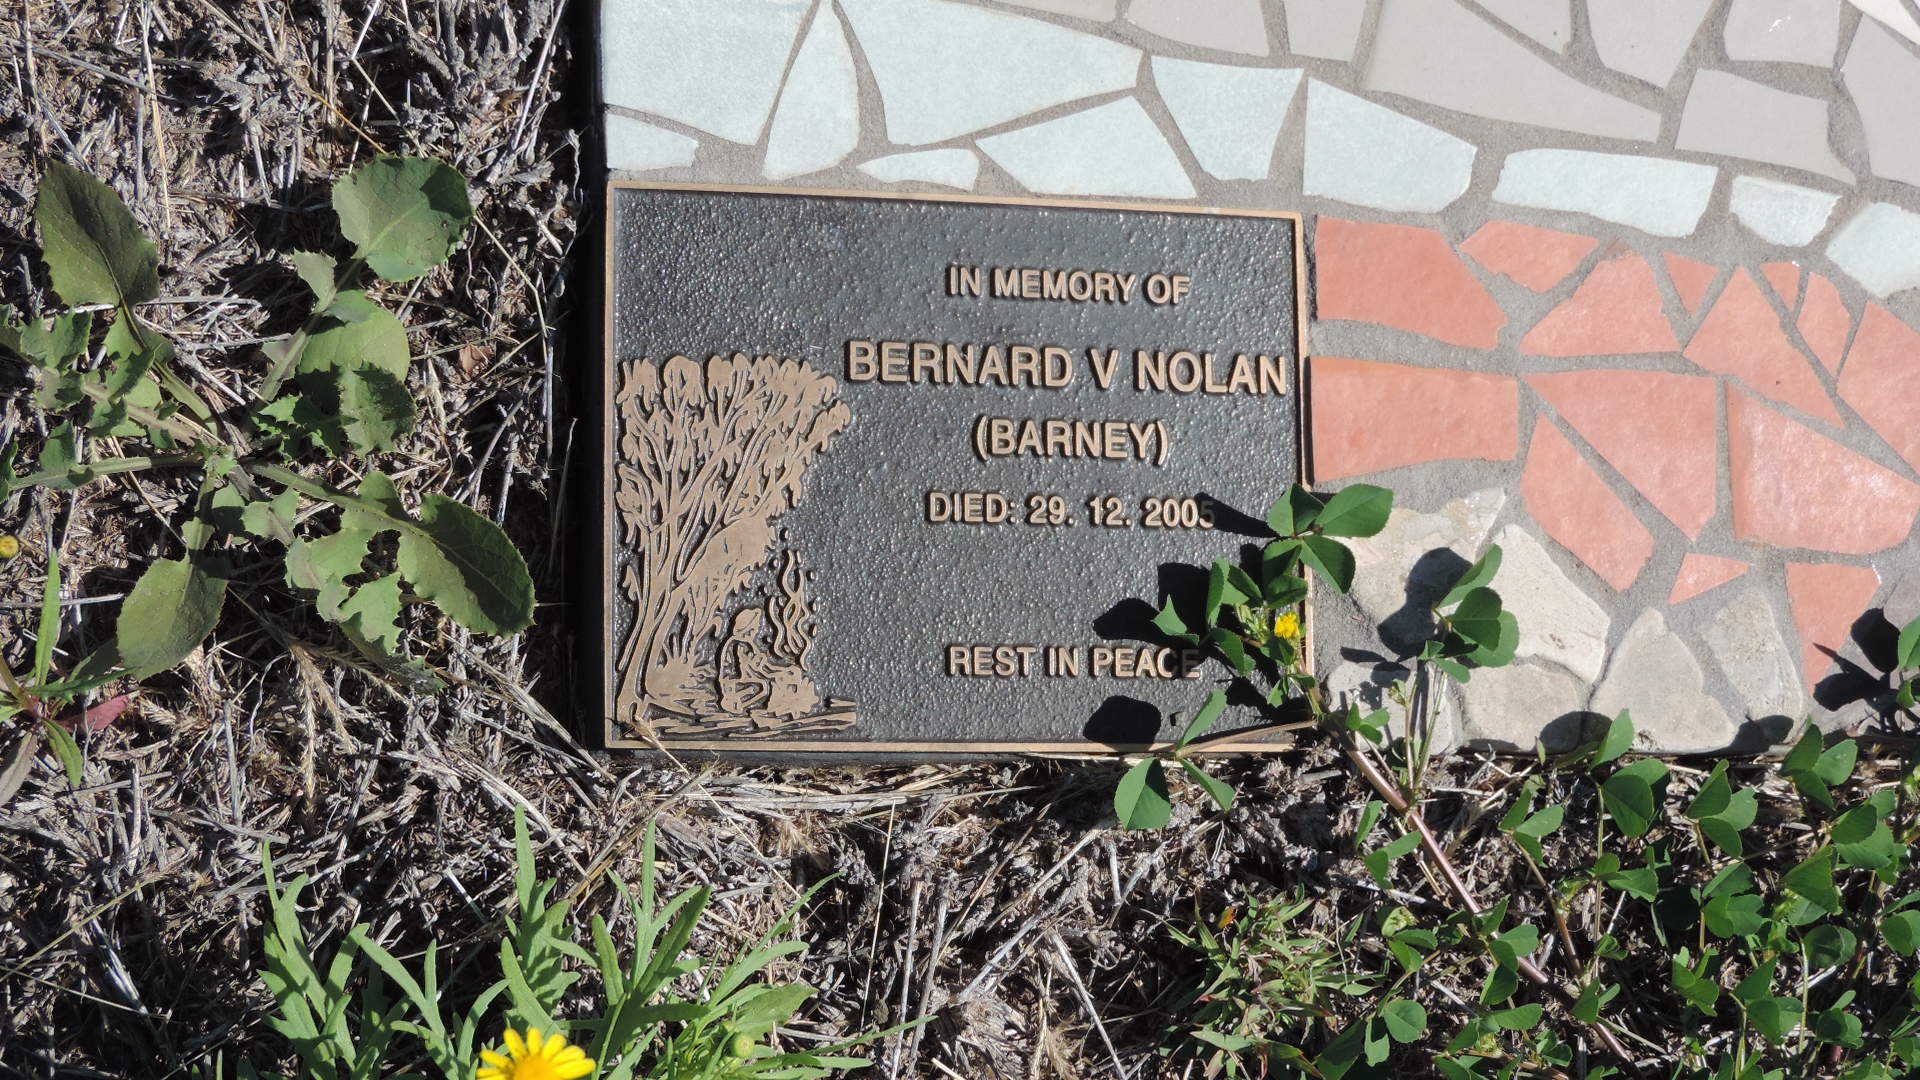 IN MEMORY OF
BERNARD V NOLAN
(BARNEY)
DIED: 29. 12. 2005
REST IN PEACE